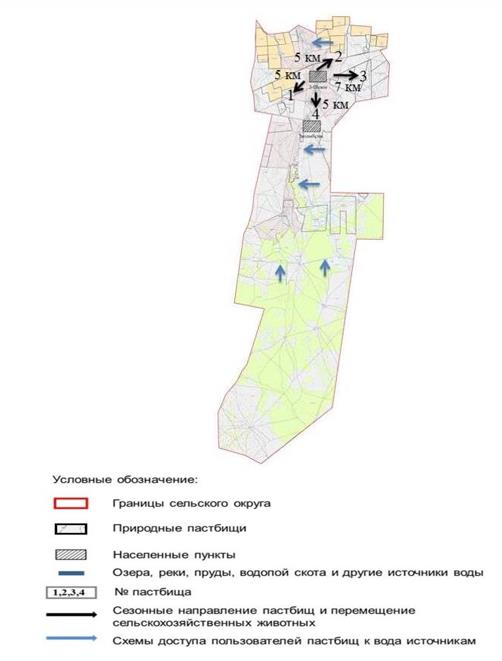 5 км 2
5 км 3
1 7 км
5 км
4
Условные обозначение:
Границы сельского округа
Природные пастбищи
Населенные пункты
Озера, реки, пруды, водопой скота и другие источники воды
1,2,3,4 № пастбища
Сезонные направление пастбищ и перемещение
сельскохозяйственных животных
Схемы доступа пользователей пастбищ к вода источникам